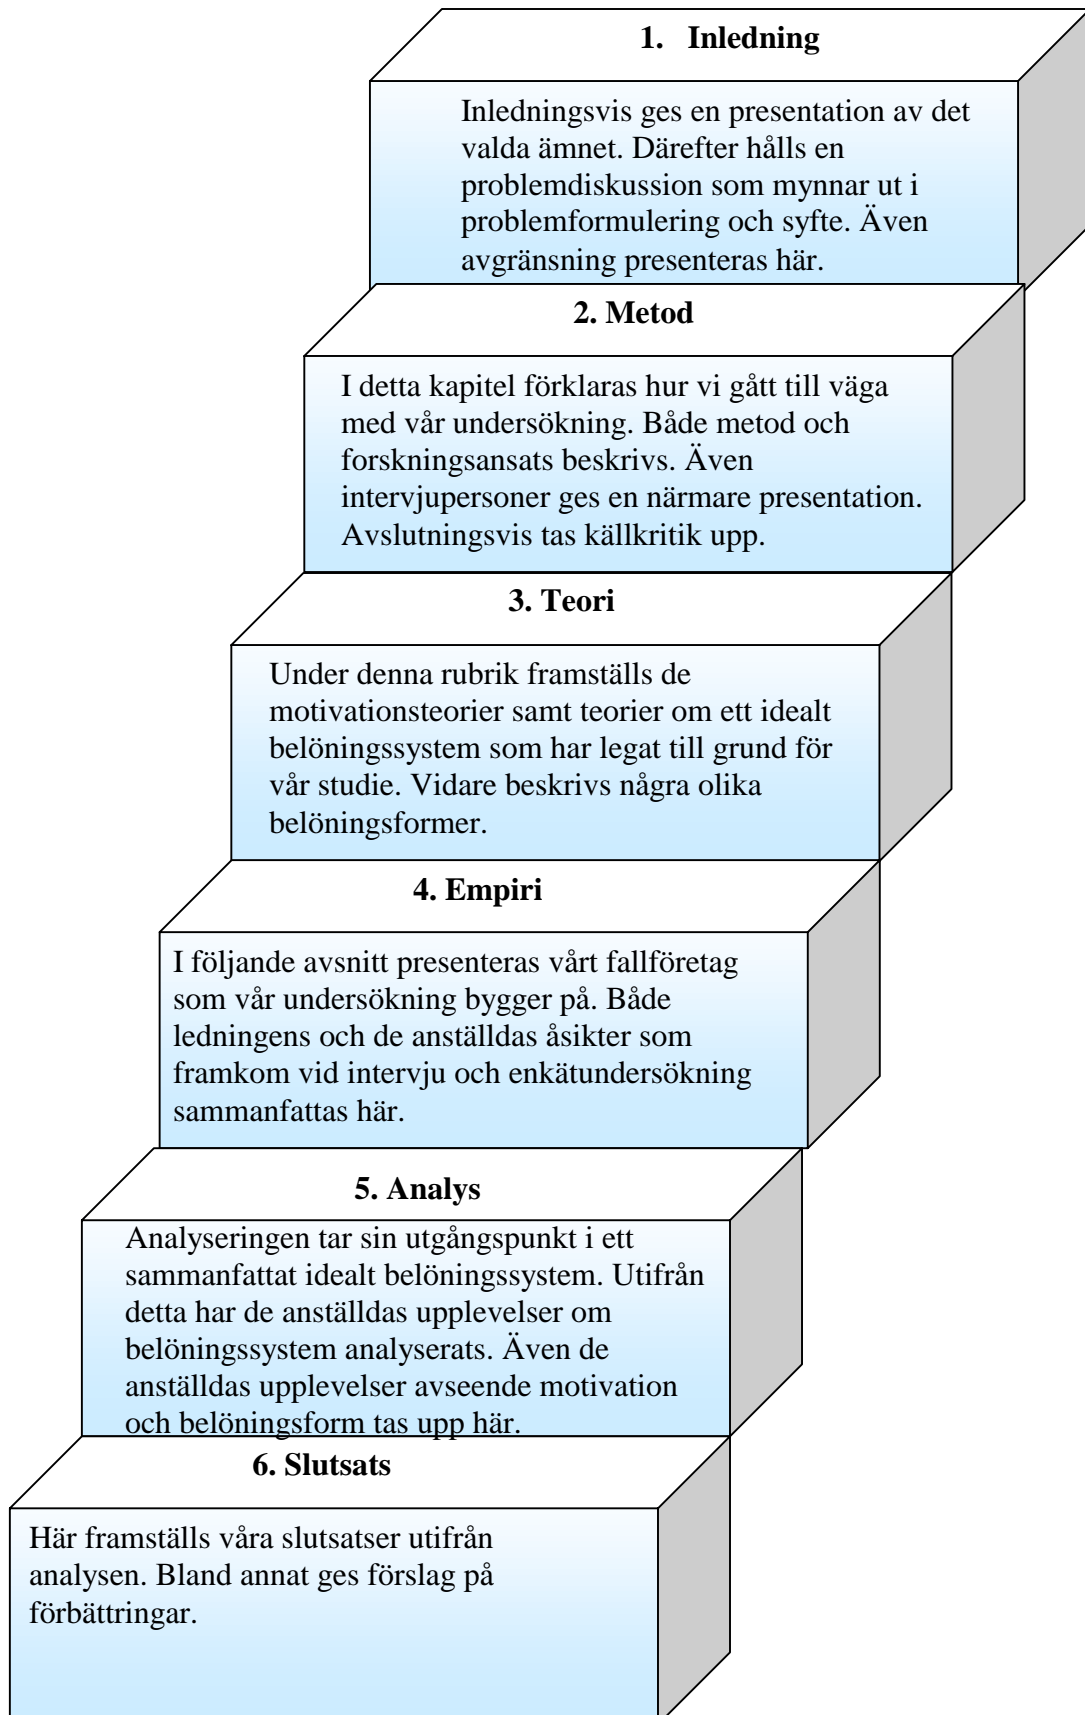 1. Inledning
Inledningsvis ges en presentation av det
valda ämnet. Därefter hålls en
problemdiskussion som mynnar ut i
problemformulering och syfte. Även
avgränsning presenteras här.
2. Metod
I detta kapitel förklaras hur vi gått till väga
med vår undersökning. Både metod och
forskningsansats beskrivs. Även
intervjupersoner ges en närmare presentation.
Avslutningsvis tas källkritik upp.
3. Teori
Under denna rubrik framställs de
motivationsteorier samt teorier om ett idealt
belöningssystem som har legat till grund för
vår studie. Vidare beskrivs några olika
belöningsformer.
4. Empiri
I följande avsnitt presenteras vårt fallföretag
som vår undersökning bygger på. Både
ledningens och de anställdas åsikter som
framkom vid intervju och enkätundersökning
sammanfattas här.
5. Analys
Analyseringen tar sin utgångspunkt i ett
sammanfattat idealt belöningssystem. Utifrån
detta har de anställdas upplevelser om
belöningssystem analyserats. Även de
anställdas upplevelser avseende motivation
och belöningsform tas upp här.
6. Slutsats
Här framställs våra slutsatser utifrån
analysen. Bland annat ges förslag på
förbättringar.